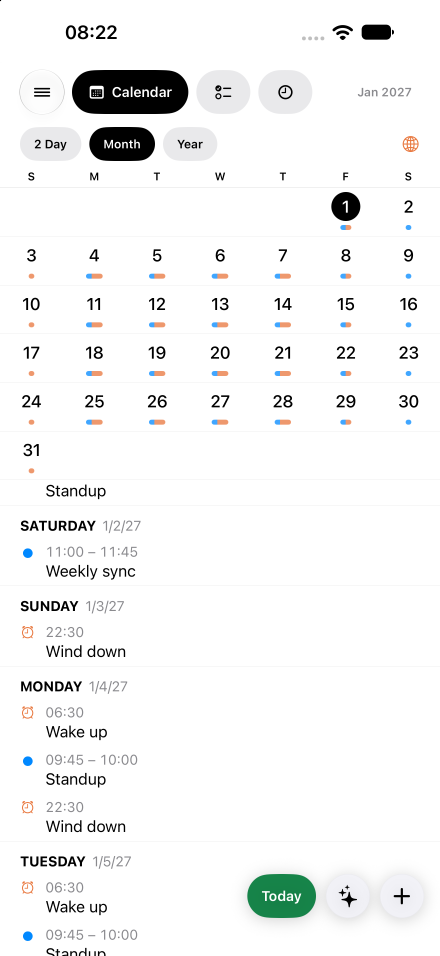 08:22
Calendar
Jan 2027
2 Day Month Year
S M T W T F S
1 2
3 4 5 6 7 8 9
10 11 12 13 14 15 16
17 18 19 20 21 22 23
24 25 26 27 28 29 30
31
Standup
SATURDAY 1/2/27
11:00 – 11:45
Weekly sync
SUNDAY 1/3/27
22:30
Wind down
MONDAY 1/4/27
06:30
Wake up
09:45 – 10:00
Standup
22:30
Wind down
TUESDAY 1/5/27
06:30
Wake up
Today
09:45 – 10:00
Standup